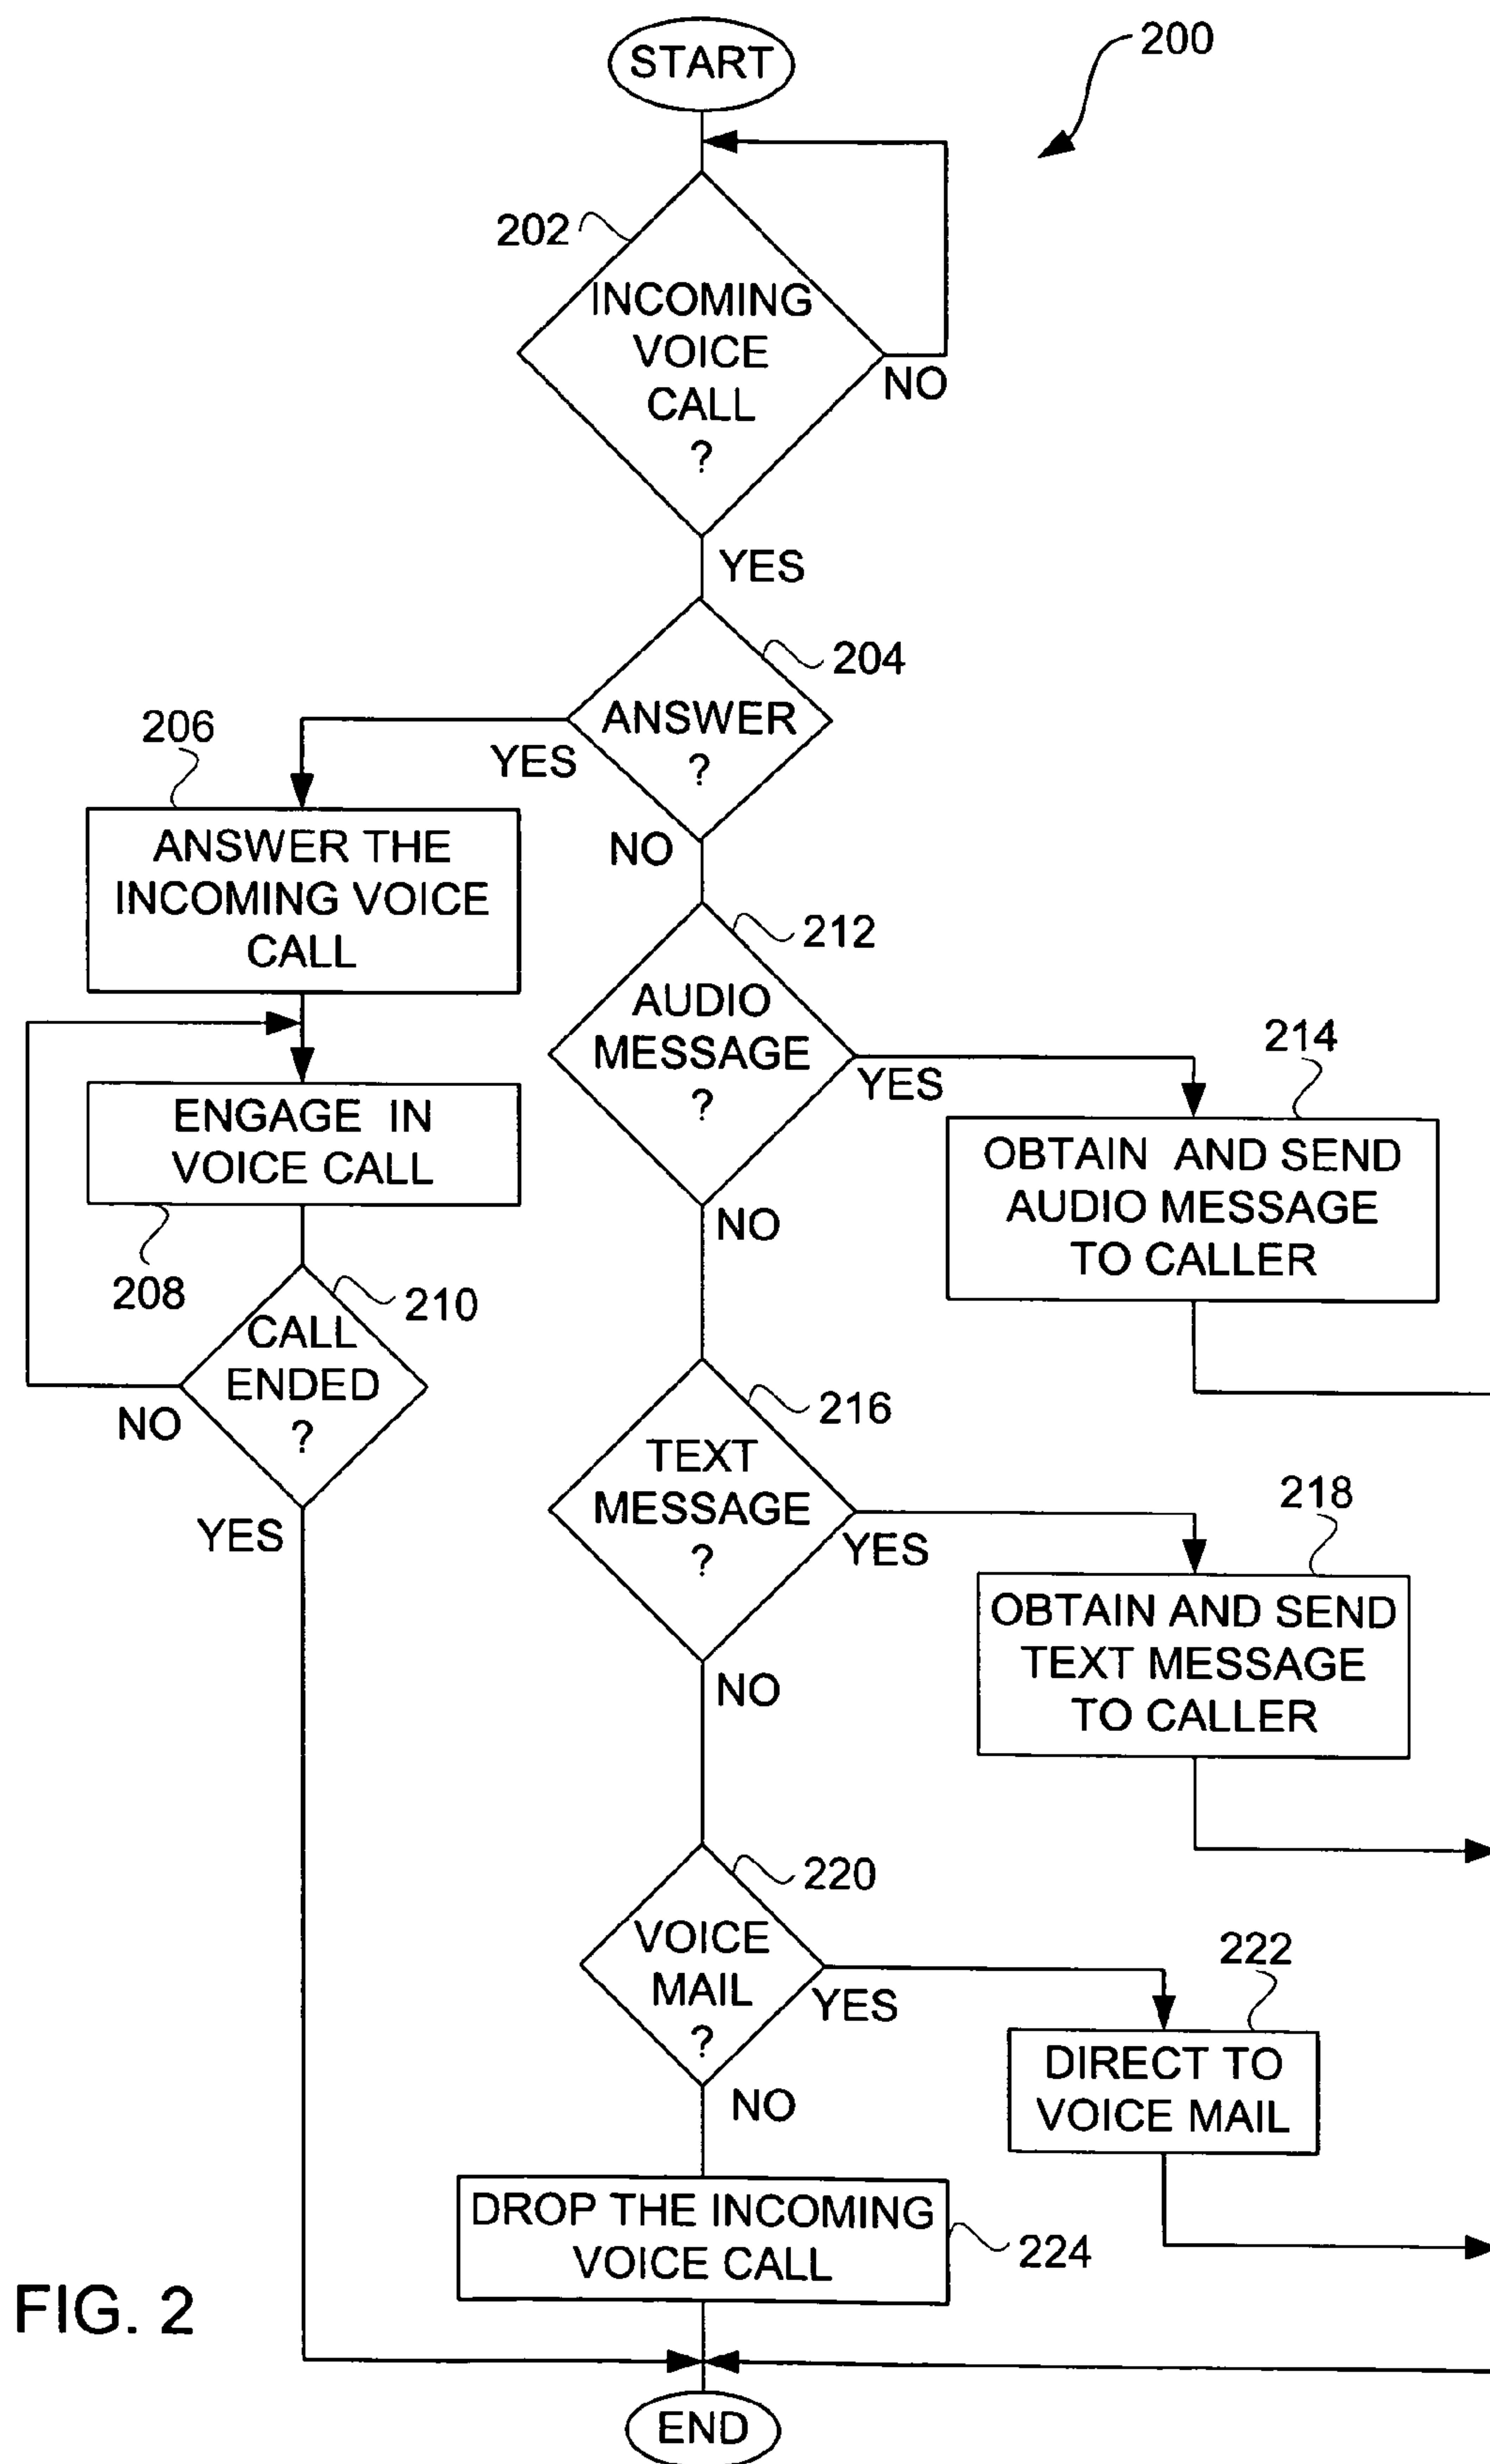 START
200
202
INCOMING
VOICE
CALL
?
NO
YES
204
ANSWER
?
YES
NO
206
ANSWER THE
INCOMING VOICE
CALL
212
AUDIO
MESSAGE
?
YES
NO
214
OBTAIN AND SEND
AUDIO MESSAGE
TO CALLER
ENGAGE IN
VOICE CALL
208
210
CALL
ENDED
?
NO
YES
216
TEXT
MESSAGE
?
YES
NO
218
OBTAIN AND SEND
TEXT MESSAGE
TO CALLER
220
VOICE
MAIL
?
YES
NO
222
DIRECT TO
VOICE MAIL
DROP THE INCOMING
VOICE CALL
224
FIG. 2
END